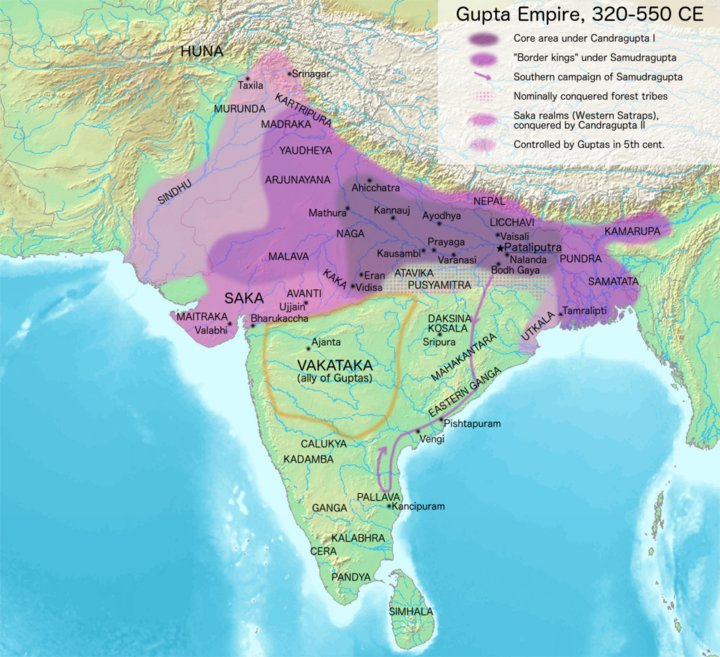 Gupta Empire, 320-550 CE
Core area under Candragupta I
"Border kings" under Samudragupta
Southern campaign of Samudragupta
Nominally conquered forest tribes
Saka realms (Western Satraps),
conquered by Candragupta II
Controlled by Guptas in 5th cent.
HUNA
Srinagar
Taxila
MURUNDA
KARTRIPURA
MADRAKA
YAUDHEYA
SINDHU
ARJUNAYANA
Ahicchatra
Mathura
Kannauj
Ayodhya
NEPAL
LICCHAVI
KAMARUPA
NAGA
Vaisali
Prayaga
Pataliputra
MALAVA
Kausambi
Varanasi
Nalanda
PUNDRA
Bodh Gaya
KAKA
Eran
ATAVIKA
SAMATATA
Vidisa
PUSYAMITRA
SAKA
AVANTI
Ujjain
MAITRAKA
Bharukaccha
Valabhi
DAKSINA
KOSALA
Tamralipti
UTKALA
Ajanta
Sripura
MAHAKANTARA
VAKATAKA
(ally of Guptas)
EASTERN GANGA
Pishtapuram
Vengi
CALUKYA
KADAMBA
PALLAVA
Kancipuram
GANGA
KALABHRA
CERA
PANDYA
SIMHALA